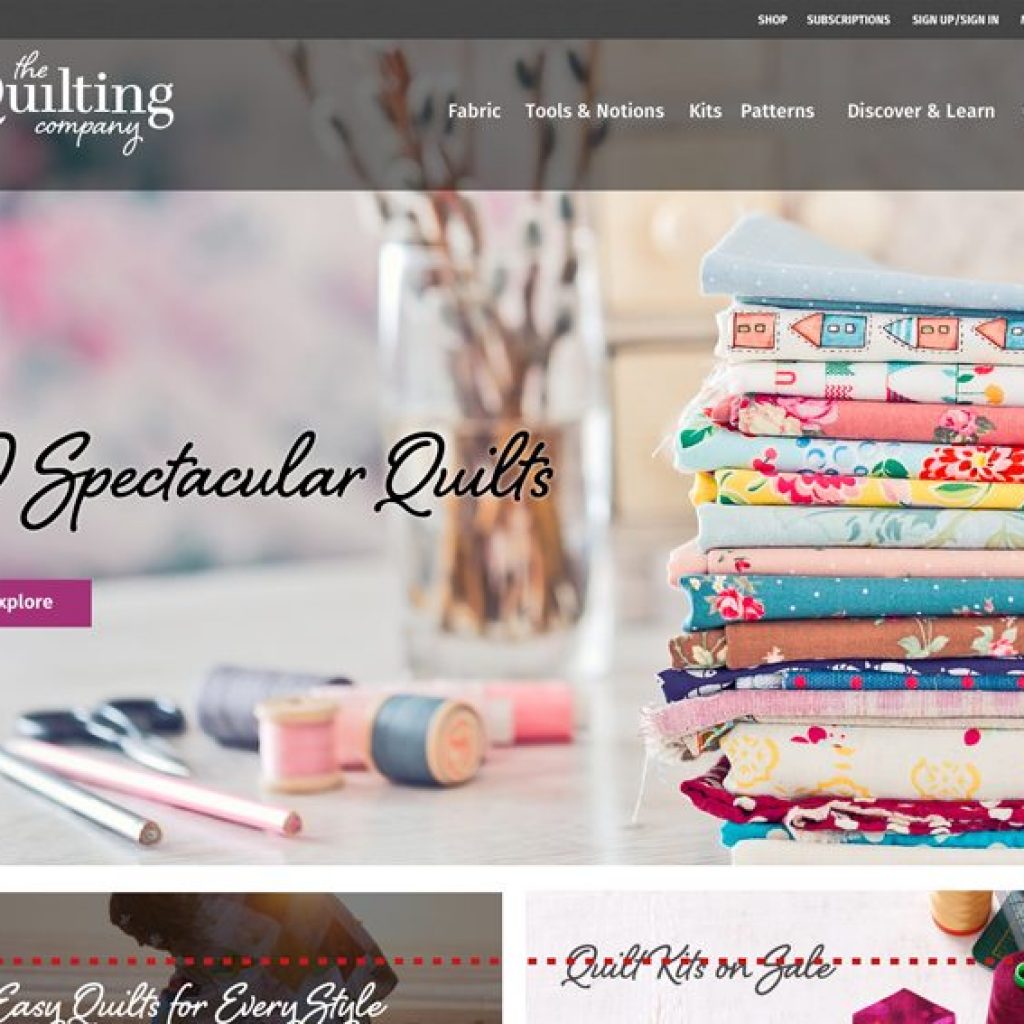 SHOP SUBSCRIPTIONS SIGN UP/SIGN IN
the
Quilting
company
Fabric Tools & Notions Kits Patterns Discover & Learn
Spectacular Quilts
xplore
Easy Quilts for Every Style
Quilt Kits on Sale